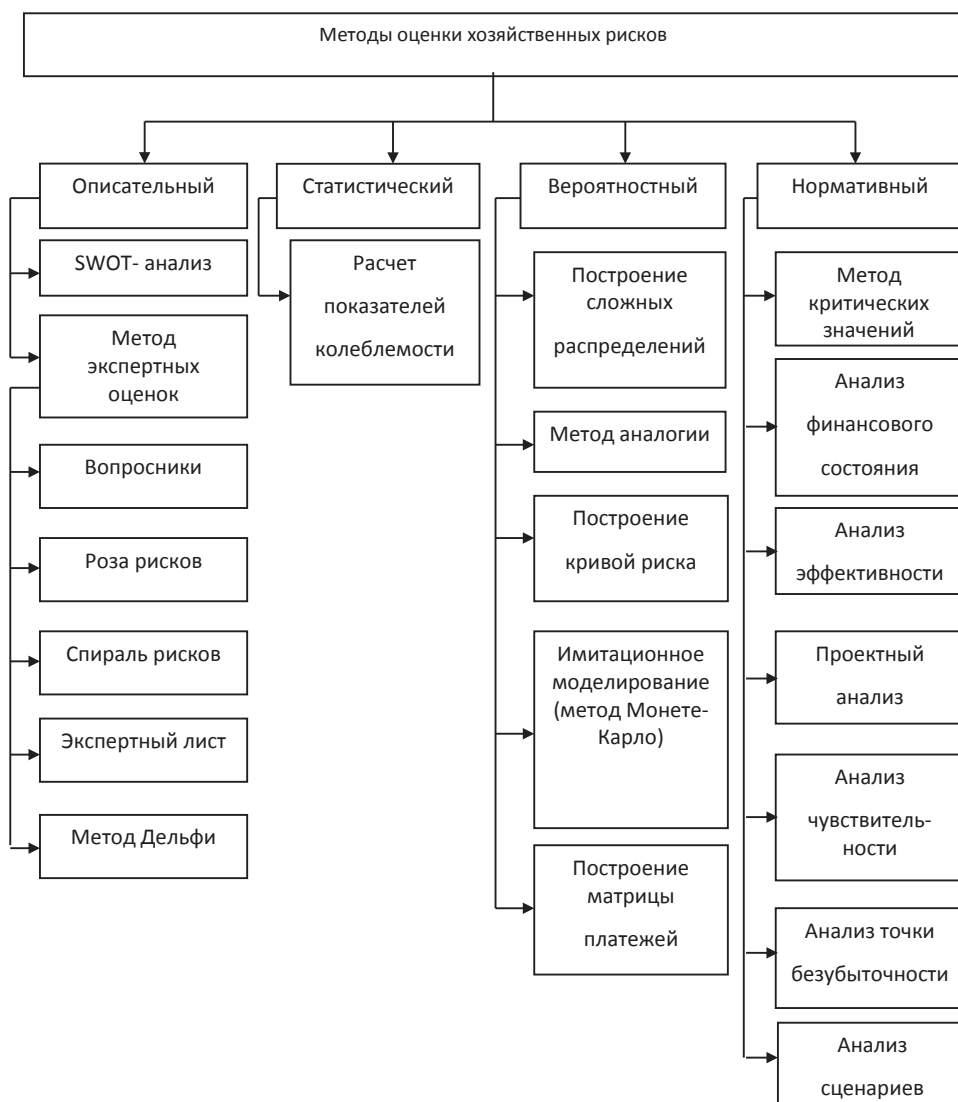 Методы оценки хозяйственных рисков
Описательный
Статистический
Вероятностный
Нормативный
SWOT- анализ
Метод
экспертных
оценок
Вопросники
Роза рисков
Спираль рисков
Экспертный лист
Метод Дельфи
Расчет
показателей
колеблемости
Построение
сложных
распределений
Метод аналогии
Построение
кривой риска
Имитационное
моделирование
(метод Монете-
Карло)
Построение
матрицы
платежей
Метод
критических
значений
Анализ
финансового
состояния
Анализ
эффективности
Проектный
анализ
Анализ
чувствитель-
ности
Анализ точки
безубыточности
Анализ
сценариев